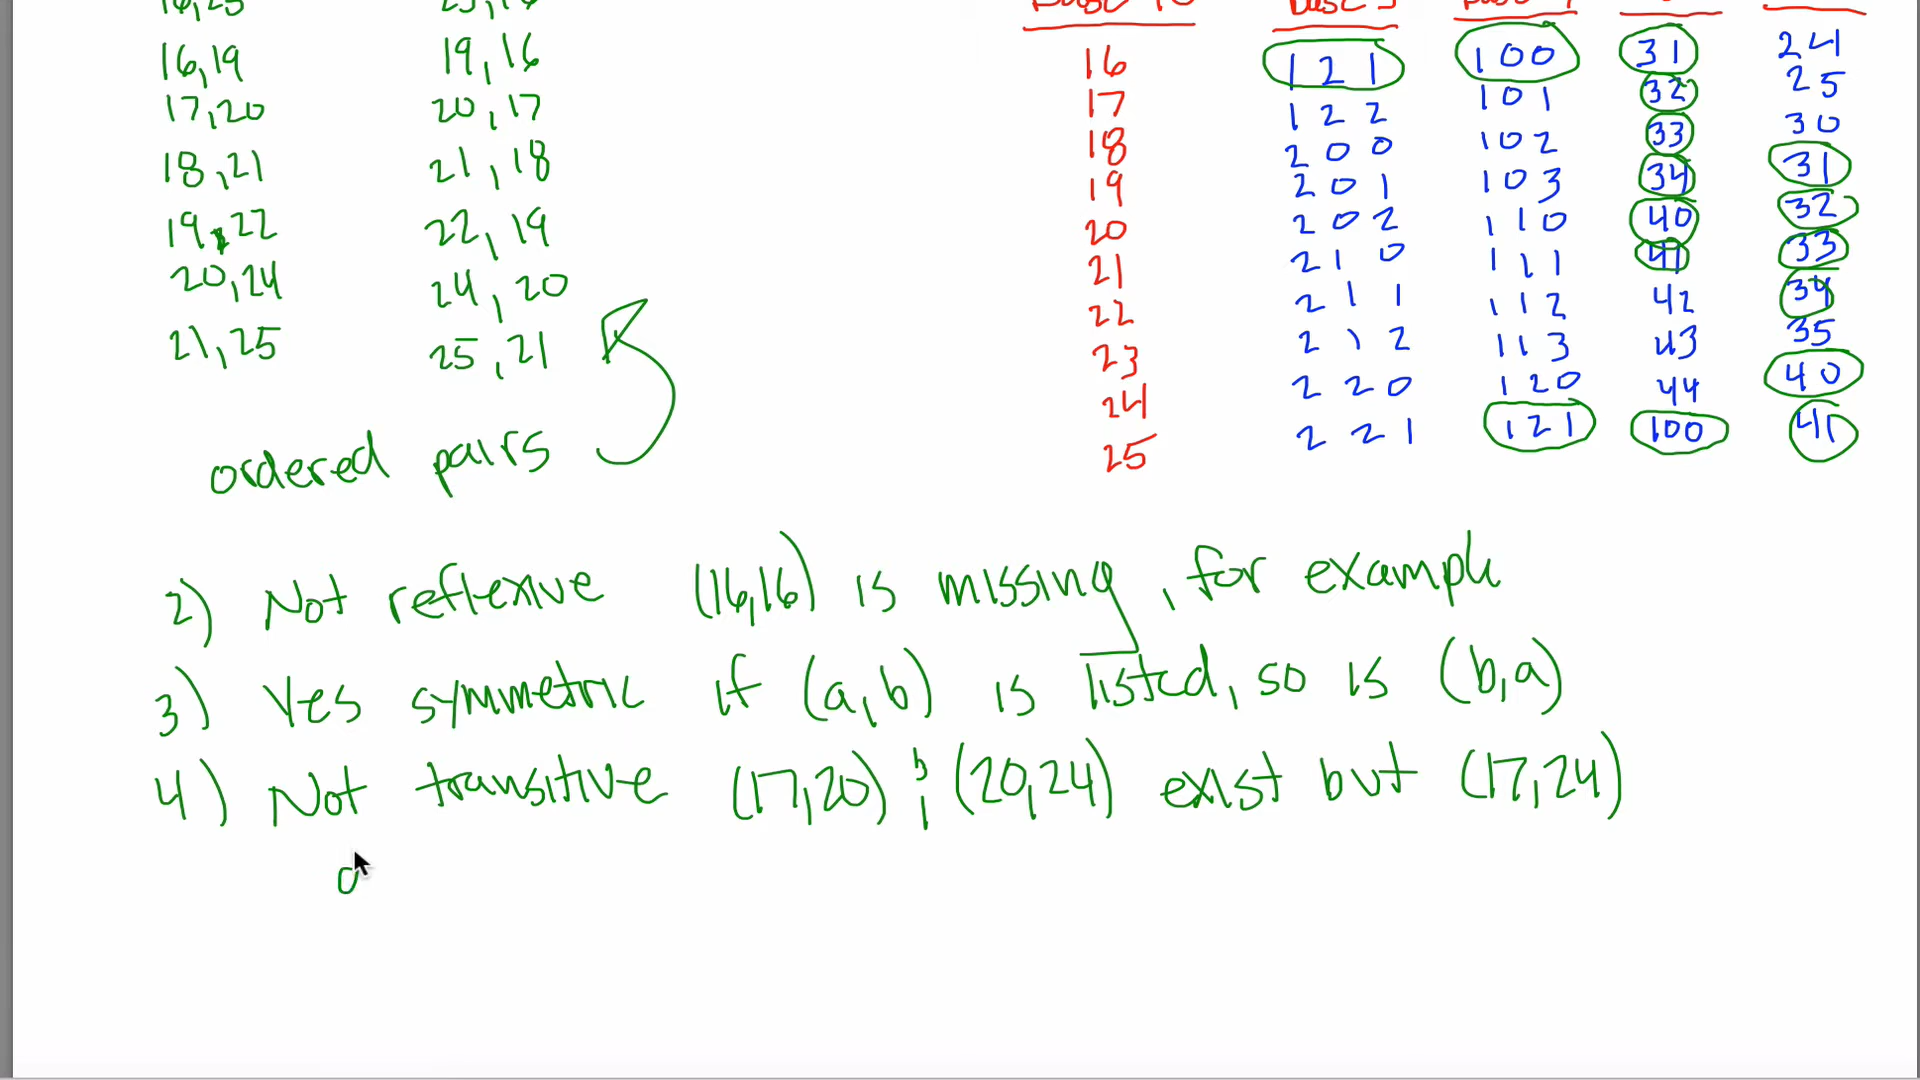 16,25 25,16
16,19 19,16
17,20 20,17
18,21 21,18
19,22 22,19
20,24 24,20
21,25 25,21
ordered pairs
16 121 100 31 24
17 122 101 32 25
18 200 102 33 30
19 201 103 34 31
20 202 110 40 32
21 210 111 41 33
22 211 112 42 34
23 212 113 43 35
24 220 120 44 40
25 221 121 100 41
2) Not reflexive (16,16) is missing, for example
3) Yes symmetric if (a,b) is listed, so is (b,a)
4) Not transitive (17,20) & (20,24) exist but (17,24)